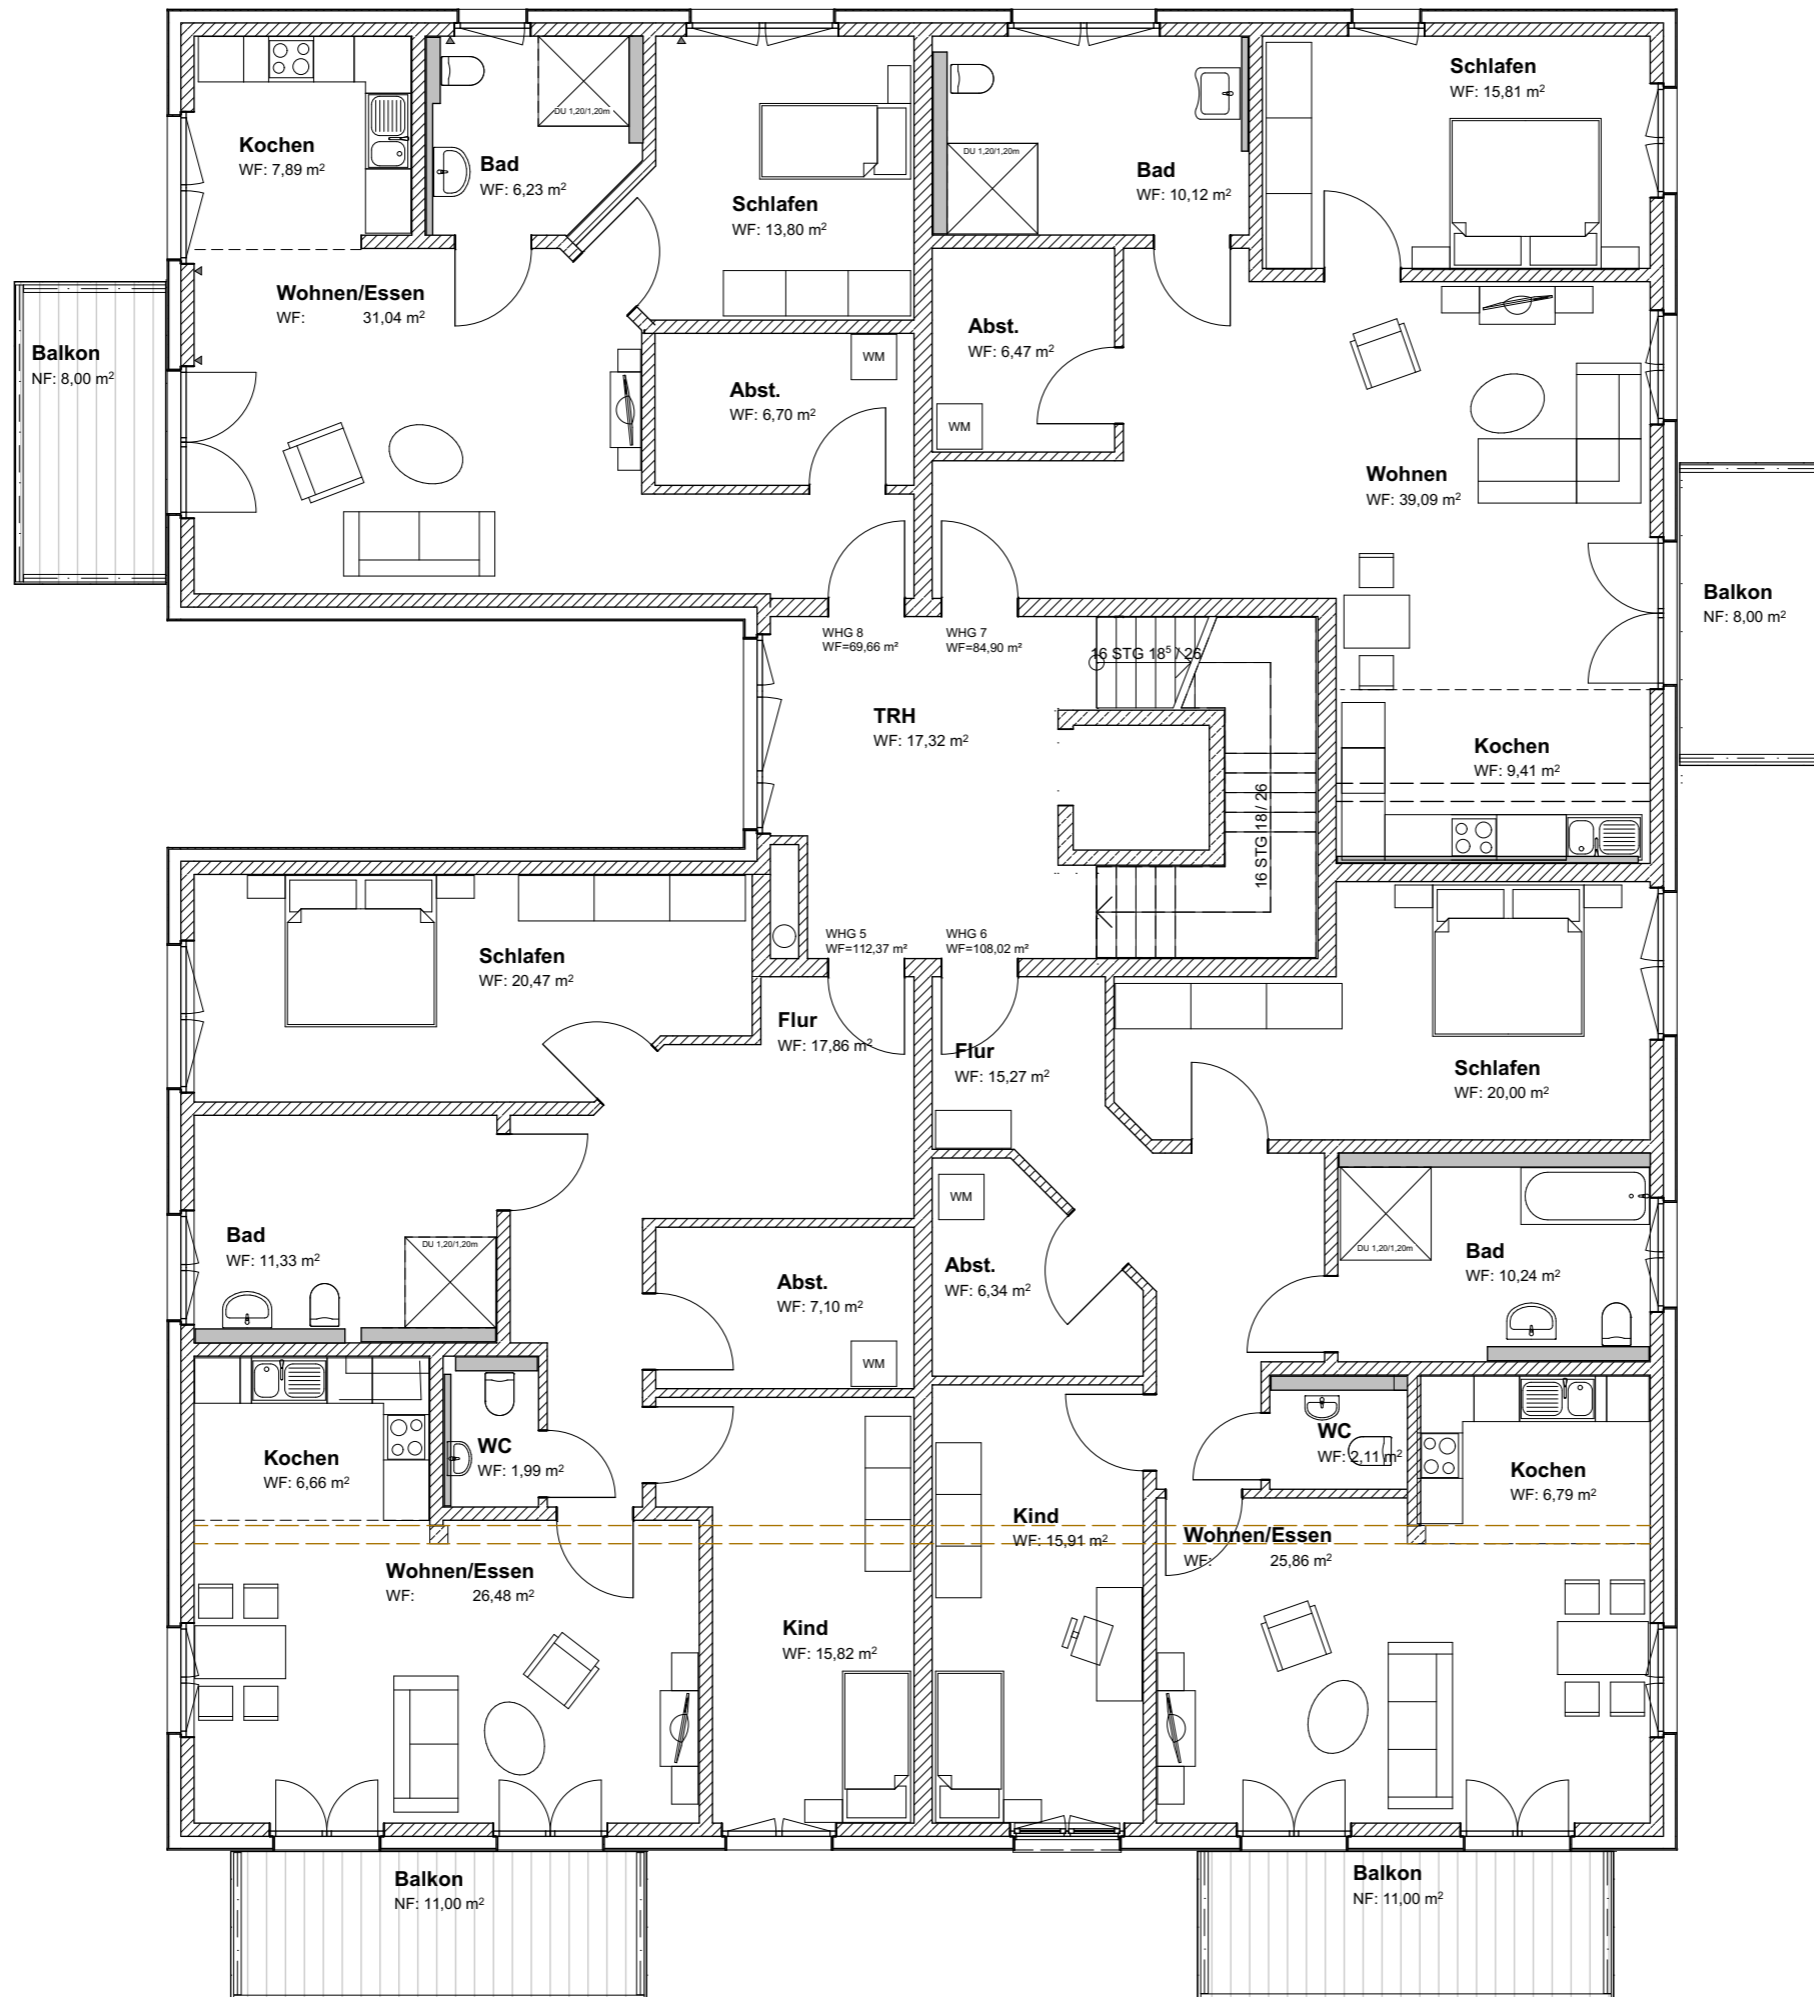 Kochen
WF: 7,89 m²
DU 1,20/1,20m
Bad
WF: 6,23 m²
Schlafen
WF: 13,80 m²
DU 1,20/1,20m
Bad
WF: 10,12 m²
Schlafen
WF: 15,81 m²
Wohnen/Essen
WF: 31,04 m²
Balkon
NF: 8,00 m²
Abst.
WF: 6,70 m²
WM
Abst.
WF: 6,47 m²
WM
Wohnen
WF: 39,09 m²
Balkon
NF: 8,00 m²
WHG 8
WF=69,66 m²
WHG 7
WF=84,90 m²
16 STG 18⁵ / 26
TRH
WF: 17,32 m²
16 STG 18 / 26
Kochen
WF: 9,41 m²
WHG 5
WF=112,37 m²
WHG 6
WF=108,02 m²
Schlafen
WF: 20,47 m²
Flur
WF: 17,86 m²
Flur
WF: 15,27 m²
Schlafen
WF: 20,00 m²
Bad
WF: 11,33 m²
DU 1,20/1,20m
Abst.
WF: 7,10 m²
WM
WM
Abst.
WF: 6,34 m²
DU 1,20/1,20m
Bad
WF: 10,24 m²
Kochen
WF: 6,66 m²
WC
WF: 1,99 m²
WC
WF: 2,11 m²
Kochen
WF: 6,79 m²
Wohnen/Essen
WF: 26,48 m²
Kind
WF: 15,82 m²
Kind
WF: 15,91 m²
Wohnen/Essen
WF: 25,86 m²
Balkon
NF: 11,00 m²
Balkon
NF: 11,00 m²